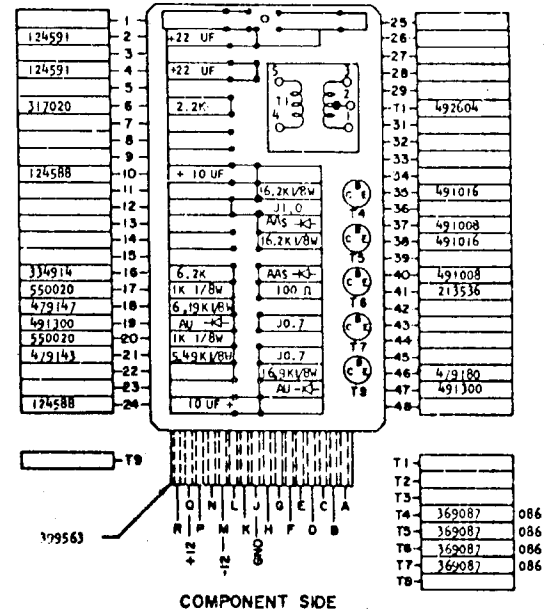 1
124591 2 +22 UF
3
124591 4 +22 UF
5
317020 6 2.2K
7
8
9
124588 10 + 10 UF
11
12
13
14
15
334914 16 6.2K
550020 17 1K 1/8W
479147 18 6.19K1/8W
491300 19 AU
550020 20 1K 1/8W
479143 21 5.49K1/8W
22
23
124588 24 10 UF +
5 3
T1 2
4 1
16.2K1/8W
J1.0
AAS
16.2K1/8W
AAS
100 Ω
J0.7
J0.7
16.9K1/8W
AU
C B E
T4
C B E
T5
C B E
T6
C B E
T7
C B E
T9
25
26
27
28
29
T1 492604
31
32
33
34
35 491016
36
37 491008
38 491016
39
40 491008
41 213536
42
43
44
45
46 479180
47 491300
48
T9
309563
R Q P N M L K J H G F E D C B A
+12 -12 GND
T1
T2
T3
T4 369087 086
T5 369087 086
T6 369087 086
T7 369087 086
T8
COMPONENT SIDE